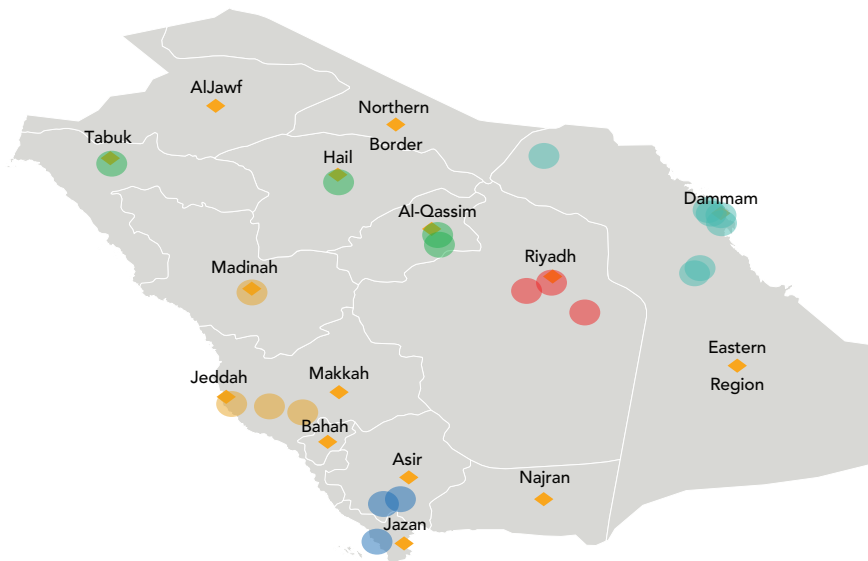 AlJawf
Northern
Border
Tabuk
Hail
Dammam
Al-Qassim
Riyadh
Madinah
Eastern
Region
Jeddah
Makkah
Bahah
Asir
Najran
Jazan